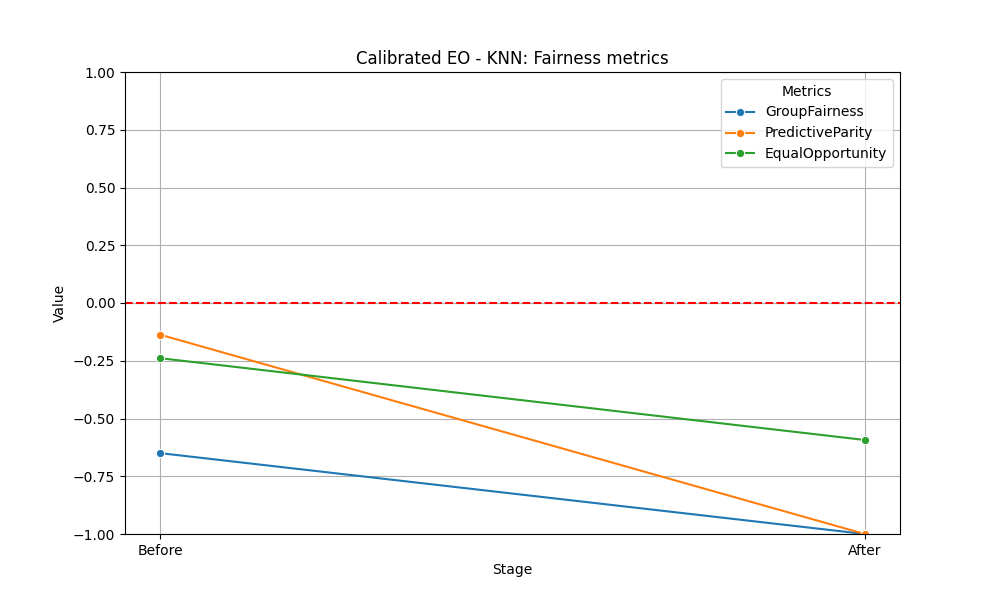 Calibrated EO - KNN: Fairness metrics
Metrics
GroupFairness
PredictiveParity
EqualOpportunity
1.00
0.75
0.50
0.25
0.00
−0.25
−0.50
−0.75
−1.00
Value
Before
After
Stage